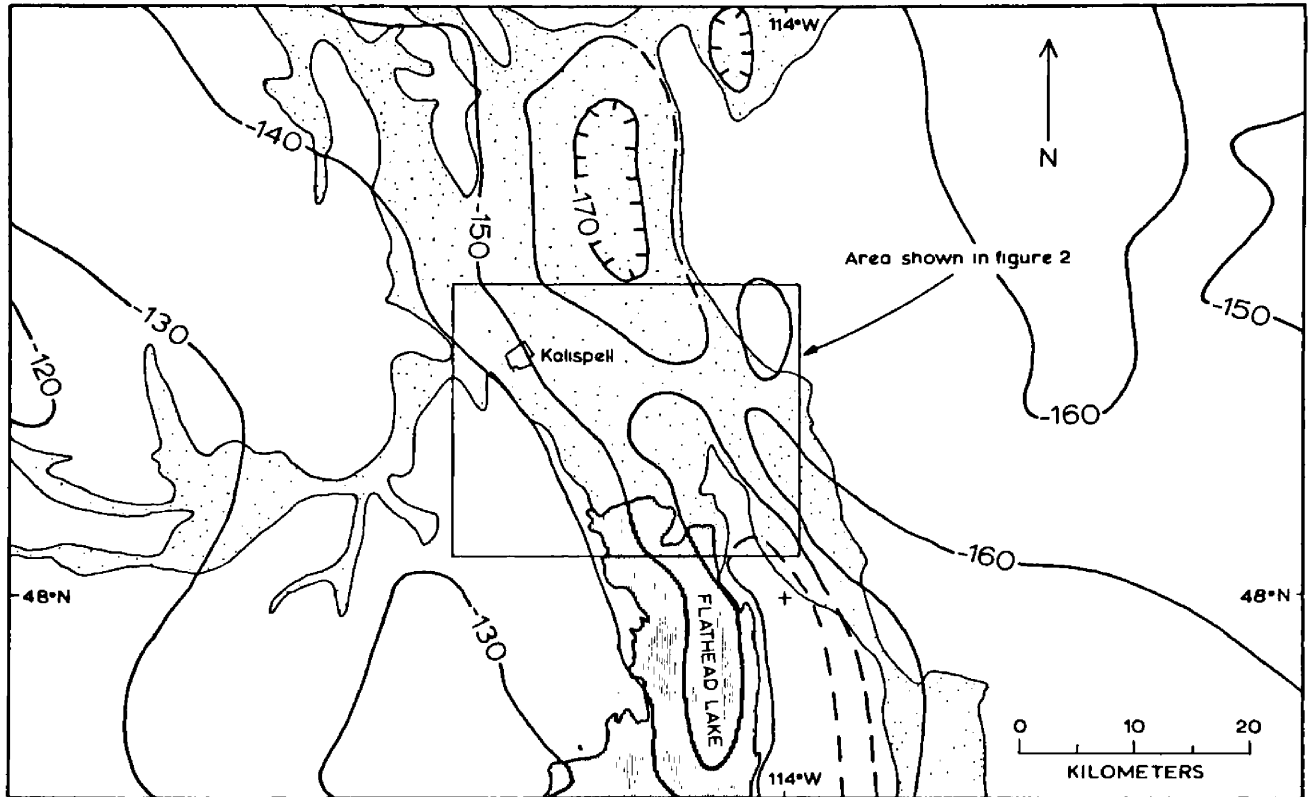 114°W
-140
N
-170
-150
Area shown in figure 2
-130
-150
-120
Kalispell
-160
-160
48°N
48°N
FLATHEAD LAKE
-130
0 10 20
KILOMETERS
114°W